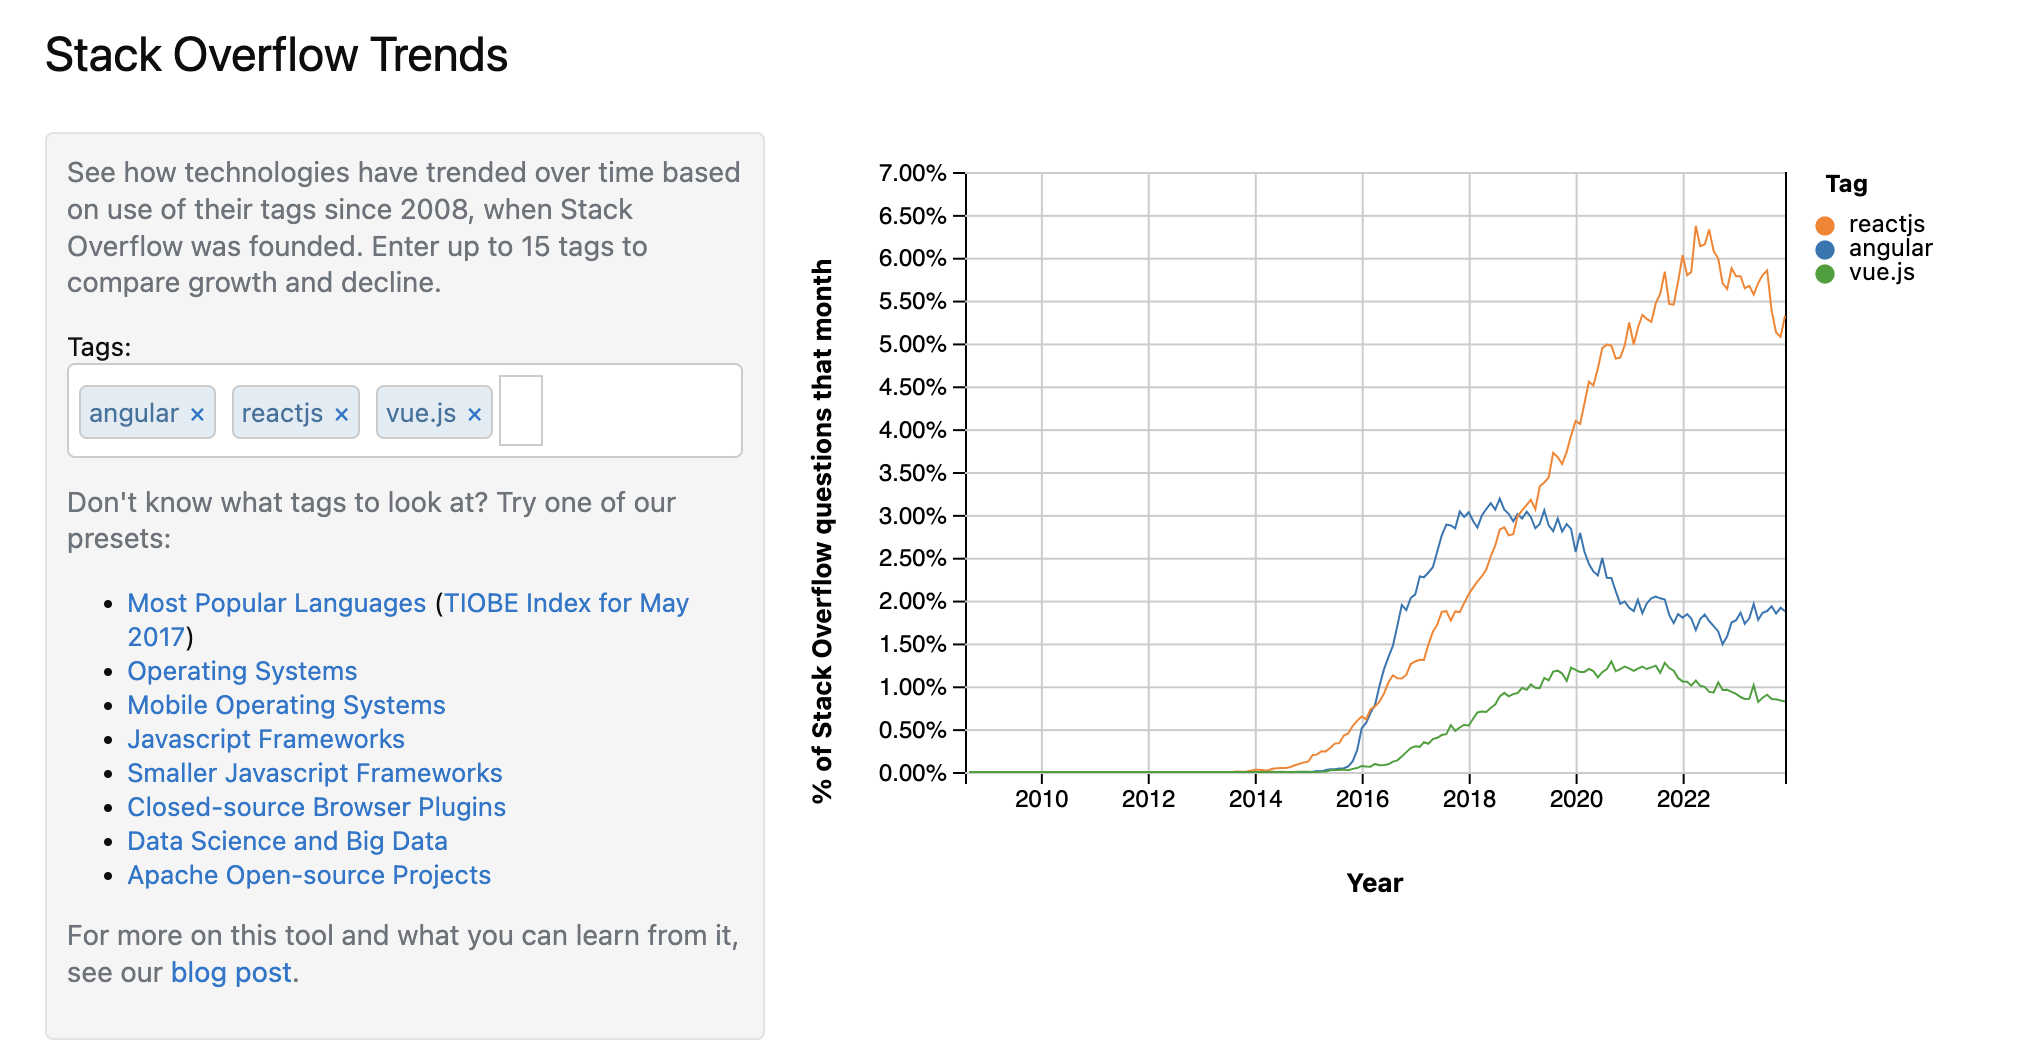 Stack Overflow Trends
See how technologies have trended over time based
on use of their tags since 2008, when Stack
Overflow was founded. Enter up to 15 tags to
compare growth and decline.
Tags:
angular × reactjs × vue.js ×
Don't know what tags to look at? Try one of our
presets:
• Most Popular Languages (TIOBE Index for May
2017)
• Operating Systems
• Mobile Operating Systems
• Javascript Frameworks
• Smaller Javascript Frameworks
• Closed-source Browser Plugins
• Data Science and Big Data
• Apache Open-source Projects
For more on this tool and what you can learn from it,
see our blog post.
% of Stack Overflow questions that month
7.00%
6.50%
6.00%
5.50%
5.00%
4.50%
4.00%
3.50%
3.00%
2.50%
2.00%
1.50%
1.00%
0.50%
0.00%
2010 2012 2014 2016 2018 2020 2022
Year
Tag
reactjs
angular
vue.js